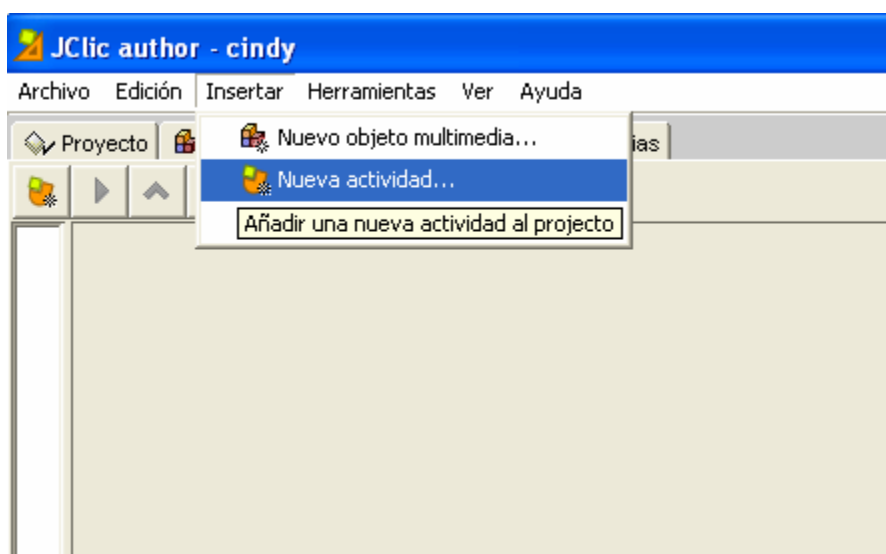 JClic author - cindy
Archivo Edición Insertar Herramientas Ver Ayuda
Proyecto
Nuevo objeto multimedia...
Nueva actividad...
Añadir una nueva actividad al projecto